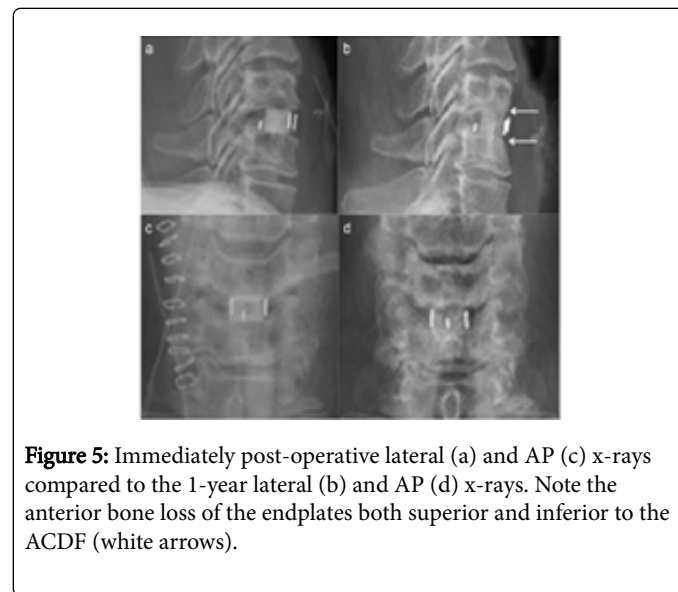 a
b
c
d
Figure 5: Immediately post-operative lateral (a) and AP (c) x-rays
compared to the 1-year lateral (b) and AP (d) x-rays. Note the
anterior bone loss of the endplates both superior and inferior to the
ACDF (white arrows).